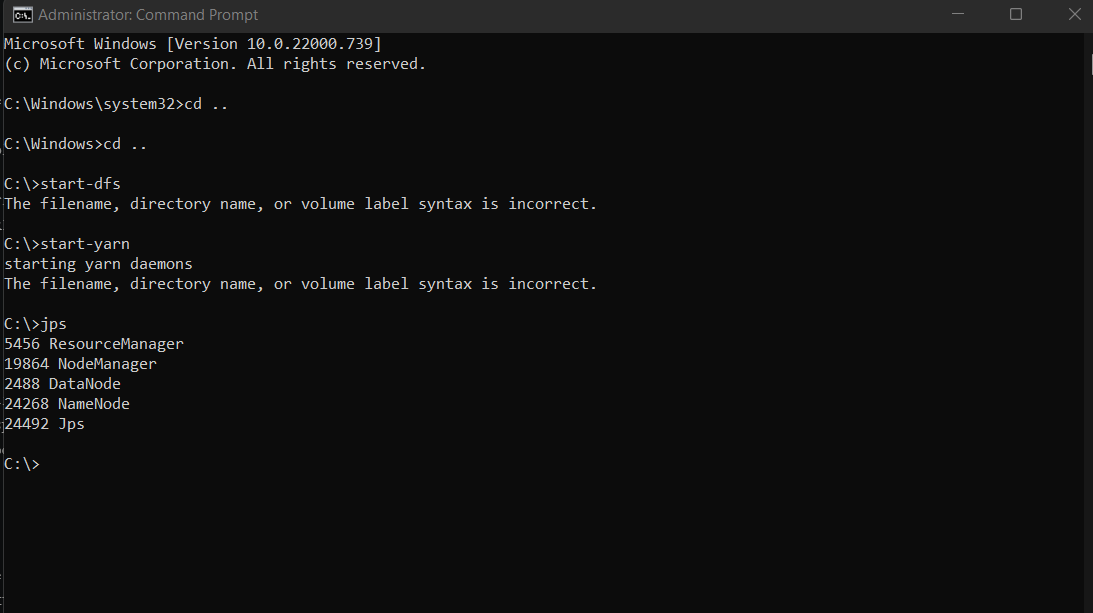 Administrator: Command Prompt
Microsoft Windows [Version 10.0.22000.739]
(c) Microsoft Corporation. All rights reserved.
C:\Windows\system32>cd ..
C:\Windows>cd ..
C:\>start-dfs
The filename, directory name, or volume label syntax is incorrect.
C:\>start-yarn
starting yarn daemons
The filename, directory name, or volume label syntax is incorrect.
C:\>jps
5456 ResourceManager
19864 NodeManager
2488 DataNode
24268 NameNode
24492 Jps
C:\>